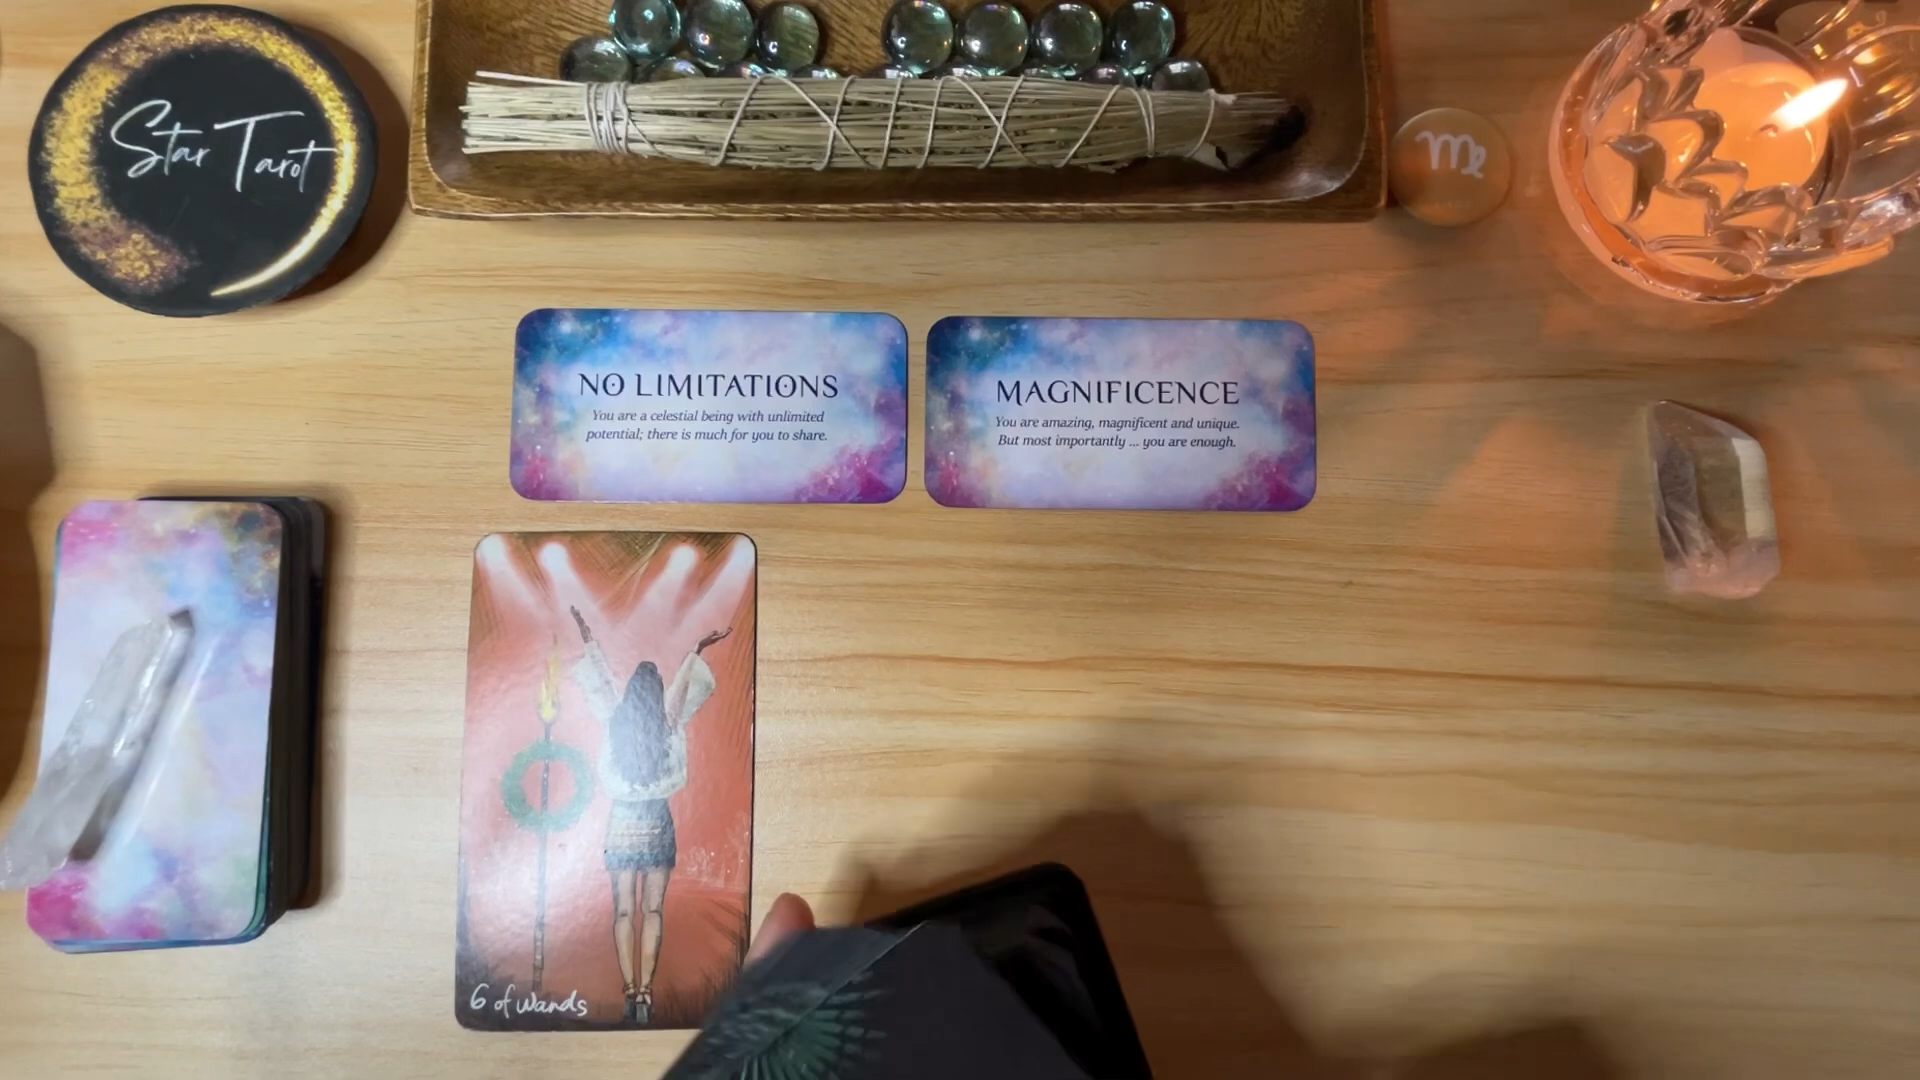 Star Tarot
NO LIMITATIONS
You are a celestial being with unlimited
potential; there is much for you to share.
MAGNIFICENCE
You are amazing, magnificent and unique.
But most importantly ... you are enough.
6 of wands